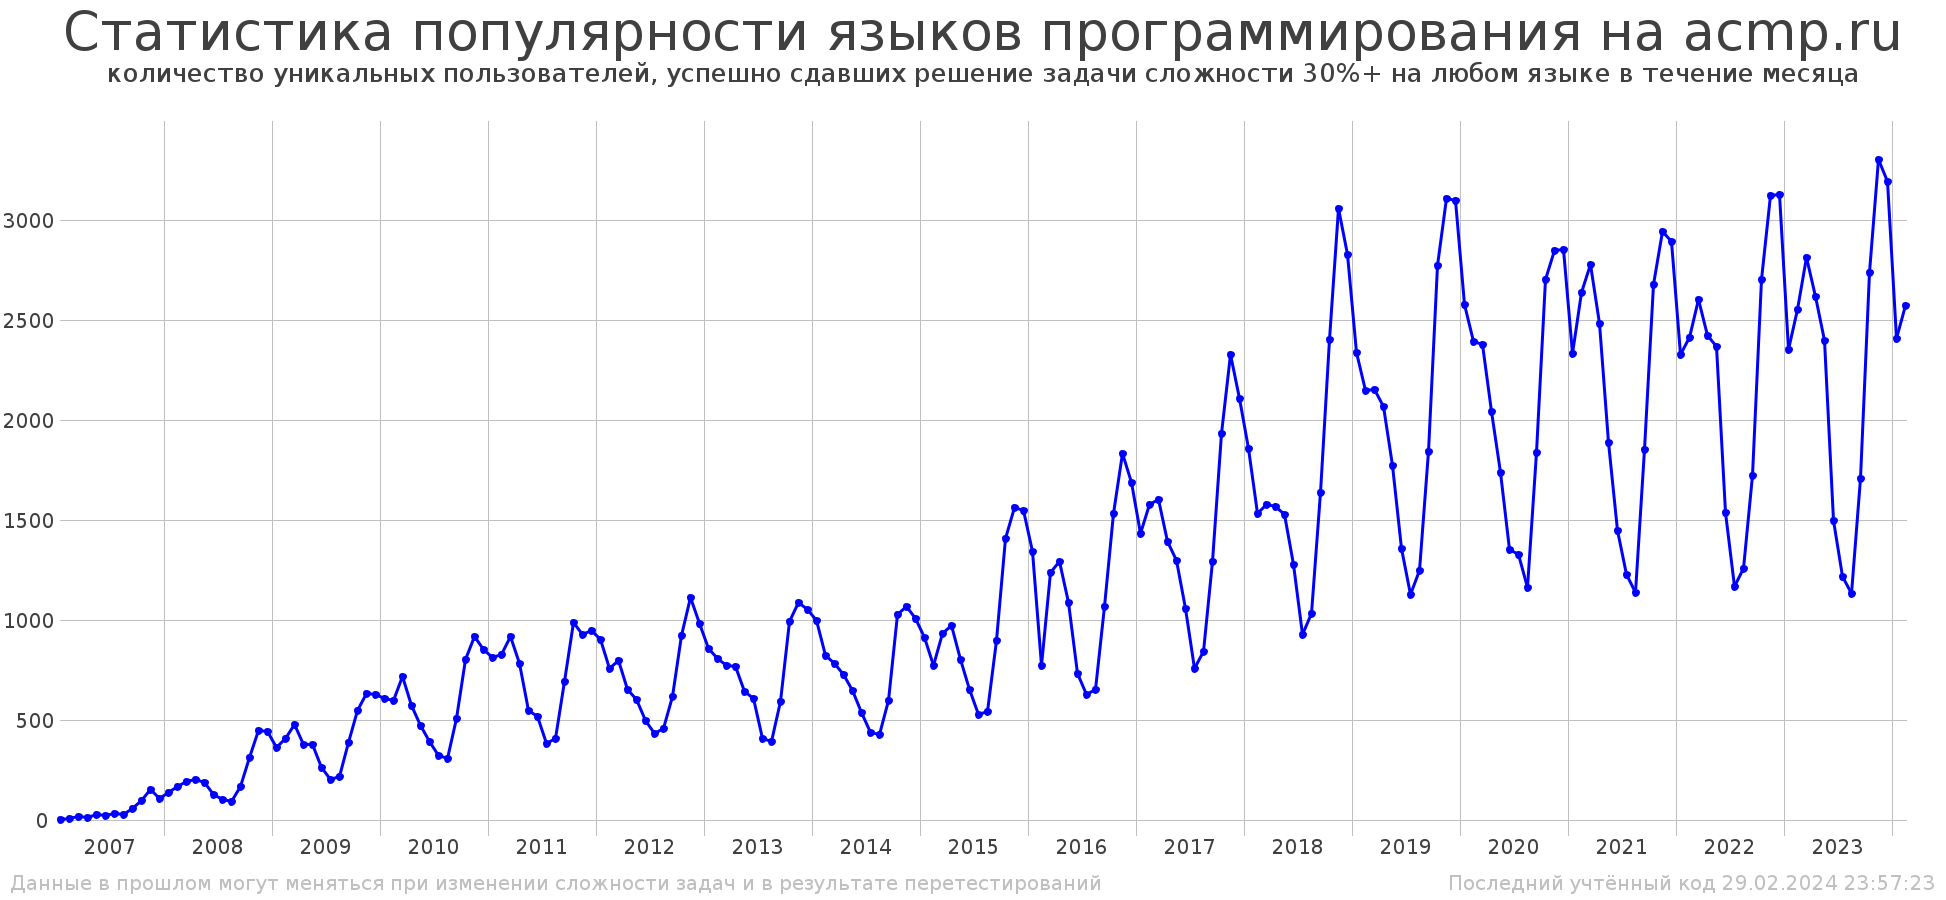 Статистика популярности языков программирования на acmp.ru
количество уникальных пользователей, успешно сдавших решение задачи сложности 30%+ на любом языке в течение месяца
3000
2500
2000
1500
1000
500
0
2007 2008 2009 2010 2011 2012 2013 2014 2015 2016 2017 2018 2019 2020 2021 2022 2023
Данные в прошлом могут меняться при изменении сложности задач и в результате перетестирований
Последний учтённый код 29.02.2024 23:57:23